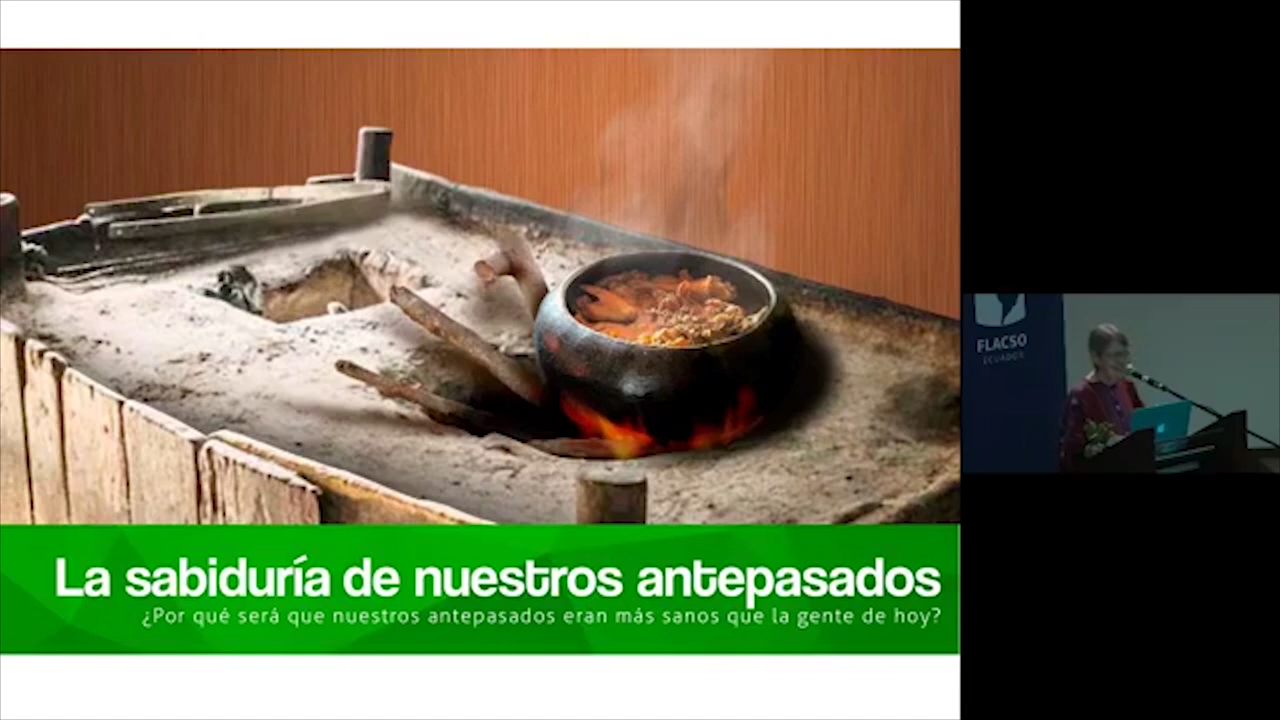 La sabiduría de nuestros antepasados
¿Por qué será que nuestros antepasados eran más sanos que la gente de hoy?
FLACSO
ECUADOR